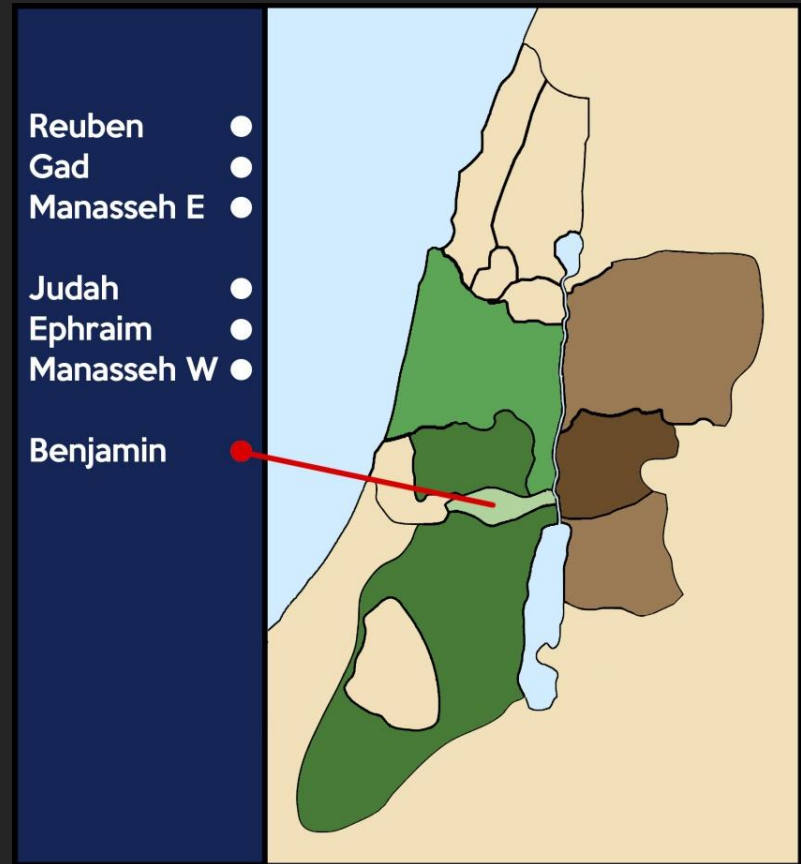 Reuben
Gad
Manasseh E
Judah
Ephraim
Manasseh W
Benjamin